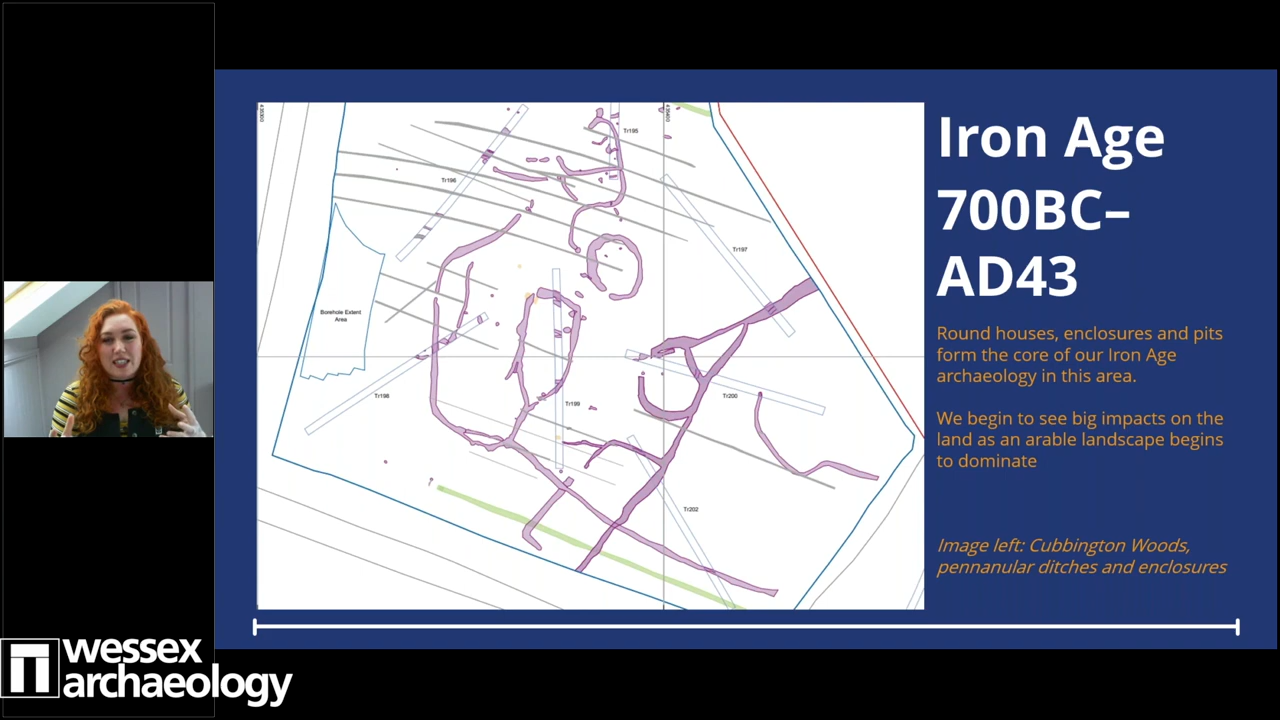 Iron Age
700BC–
AD43
Round houses, enclosures and pits
form the core of our Iron Age
archaeology in this area.
We begin to see big impacts on the
land as an arable landscape begins
to dominate
Image left: Cubbington Woods,
pennanular ditches and enclosures
Tr195
Tr196
Tr197
Borehole Extent
Area
Tr198
Tr199
Tr200
Tr202
wessex
archaeology